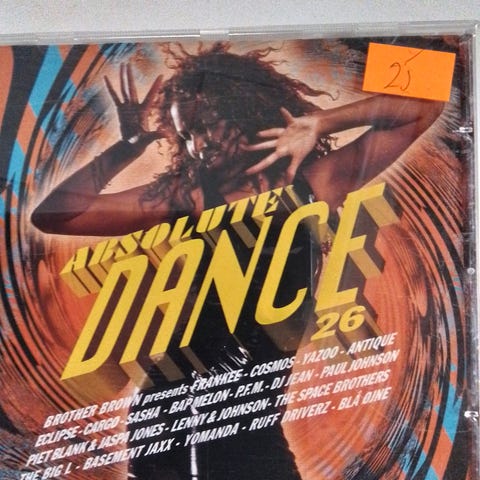 25
ABSOLUTE
DANCE
26
BROTHER BROWN presents FRANKEE - COSMOS - YAZOO - ANTIQUE
ECLIPSE - CARGO - SASHA - BAP MELON - P.F.M. - DJ JEAN - PAUL JOHNSON
PIET BLANK & JASPA JONES - LENNY & JOHNSON - THE SPACE BROTHERS
THE BIG L - BASEMENT JAXX - YOMANDA - RUFF DRIVERZ - BLÅ ØJNE